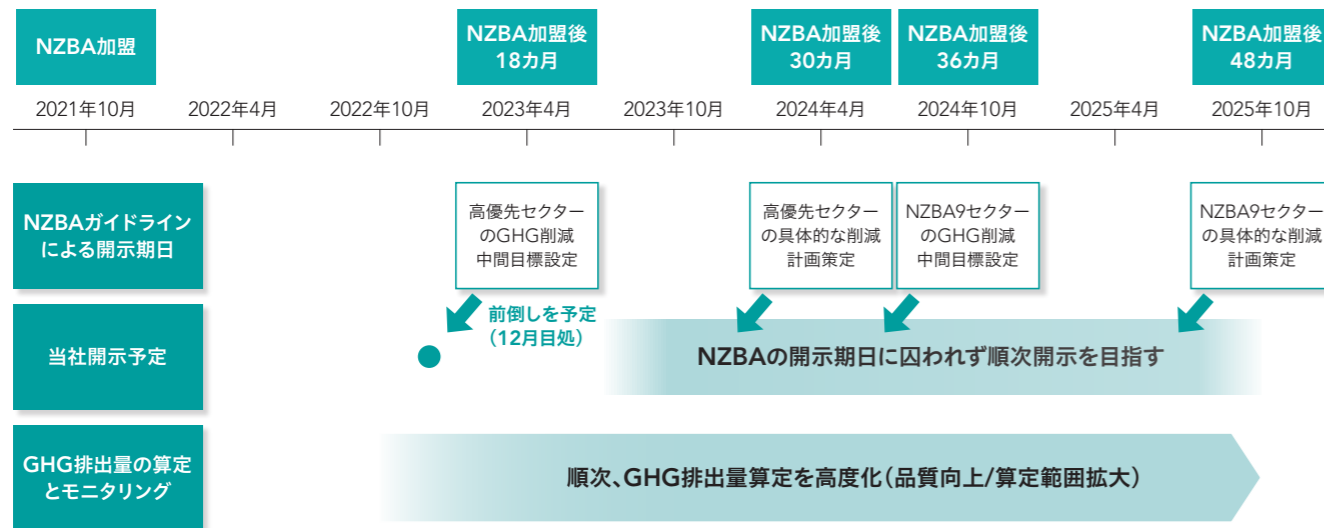 NZBA加盟
NZBA加盟後
18カ月
NZBA加盟後
30カ月
NZBA加盟後
36カ月
NZBA加盟後
48カ月
2021年10月
2022年4月
2022年10月
2023年4月
2023年10月
2024年4月
2024年10月
2025年4月
2025年10月
NZBAガイドライン
による開示期日
高優先セクター
のGHG削減
中間目標設定
高優先セクター
の具体的な削減
計画策定
NZBA9セクター
のGHG削減
中間目標設定
NZBA9セクター
の具体的な削減
計画策定
当社開示予定
前倒しを予定
（12月目処）
NZBAの開示期日に囚われず順次開示を目指す
GHG排出量の算定
とモニタリング
順次、GHG排出量算定を高度化（品質向上/算定範囲拡大）